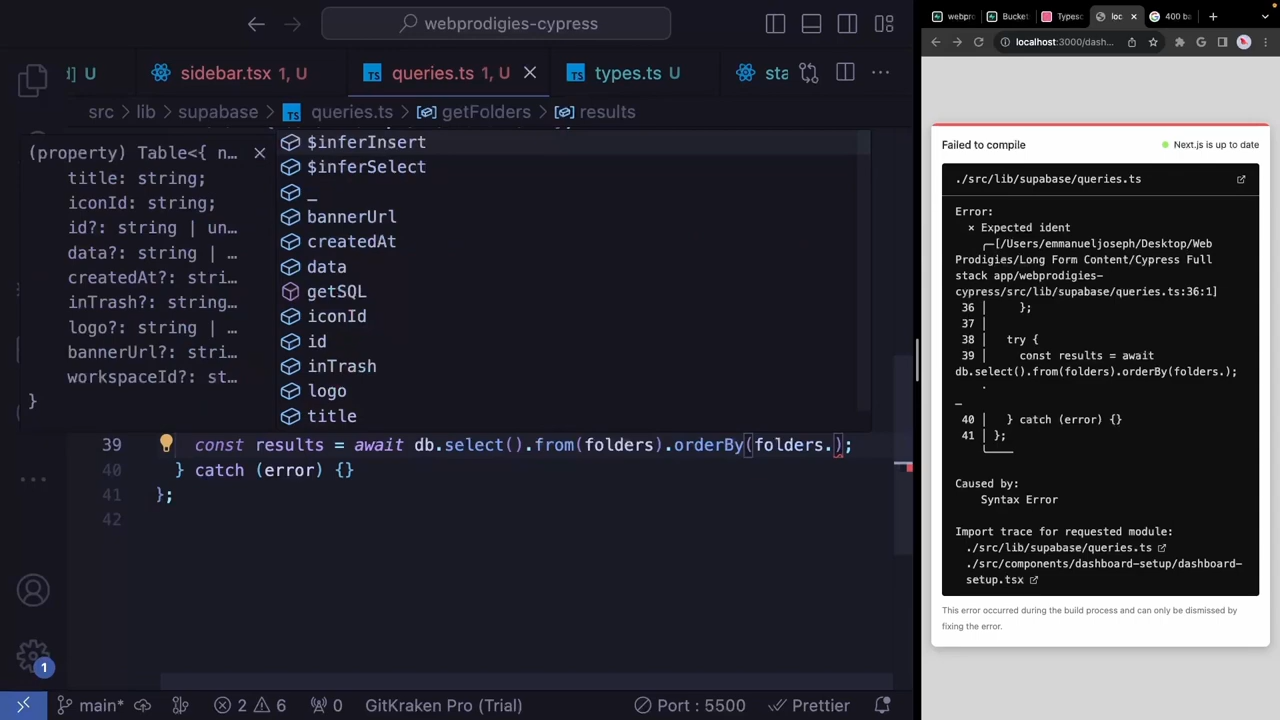 webprodigies-cypress
d] U
sidebar.tsx 1, U
queries.ts 1, U
types.ts U
sta
src
lib
supabase
queries.ts
getFolders
results
(property) Table<{ n…
title: string;
iconId: string;
id?: string | un…
data?: string | …
createdAt?: stri…
inTrash?: string…
logo?: string | …
bannerUrl?: stri…
workspaceId?: st…
}
$inferInsert
$inferSelect
_
bannerUrl
createdAt
data
getSQL
iconId
id
inTrash
logo
title
39 const results = await db.select().from(folders).orderBy(folders.);
40 } catch (error) {}
41 };
42
1
main*
2
6
0
GitKraken Pro (Trial)
Port : 5500
Prettier
webpro
Bucket
Typesc
loc
400 ba
localhost:3000/dash…
Failed to compile
Next.js is up to date
./src/lib/supabase/queries.ts
Error:
× Expected ident
╭─[/Users/emmanueljoseph/Desktop/Web
Prodigies/Long Form Content/Cypress Full
stack app/webprodigies-
cypress/src/lib/supabase/queries.ts:36:1]
36 │ };
37 │
38 │ try {
39 │ const results = await
db.select().from(folders).orderBy(folders.);
·
─
40 │ } catch (error) {}
41 │ };
╰────
Caused by:
Syntax Error
Import trace for requested module:
./src/lib/supabase/queries.ts
./src/components/dashboard-setup/dashboard-
setup.tsx
This error occurred during the build process and can only be dismissed by
fixing the error.